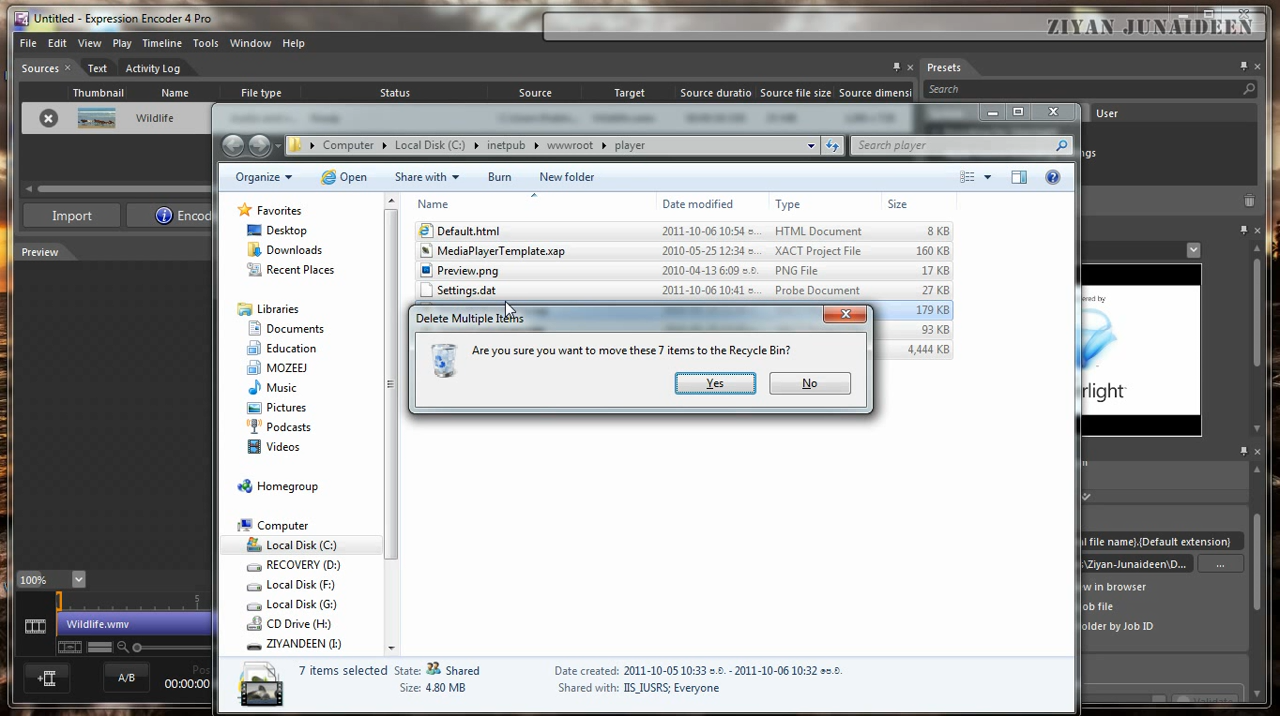 Untitled - Expression Encoder 4 Pro
ZIYAN JUNAIDEEN
File Edit View Play Timeline Tools Window Help
Sources Text Activity Log
Presets
Thumbnail Name File type Status Source Target Source duratio Source file size Source dimensi
Search
Wildlife
User
Computer Local Disk (C:) inetpub wwwroot player
Search player
ngs
Organize Open Share with Burn New folder
Import Encod
Name Date modified Type Size
Favorites
Desktop
Downloads
Recent Places
Libraries
Documents
Education
MOZEEJ
Music
Pictures
Podcasts
Videos
Homegroup
Computer
Local Disk (C:)
RECOVERY (D:)
Local Disk (F:)
Local Disk (G:)
CD Drive (H:)
ZIYANDEEN (I:)
Default.html 2011-10-06 10:54 HTML Document 8 KB
MediaPlayerTemplate.xap 2010-05-25 12:34 XACT Project File 160 KB
Preview.png 2010-04-13 6:09 PNG File 17 KB
Settings.dat 2011-10-06 10:41 Probe Document 27 KB
179 KB
93 KB
4,444 KB
Delete Multiple Items
Are you sure you want to move these 7 items to the Recycle Bin?
Yes No
Preview
100%
5
Wildlife.wmv
A/B
Pos
00:00:00
ered by
rlight
l file name}.{Default extension}
s\Ziyan-Junaideen\D... ...
w in browser
b file
older by Job ID
7 items selected State: Shared
Date created: 2011-10-05 10:33 - 2011-10-06 10:32
Size: 4.80 MB
Shared with: IIS_IUSRS; Everyone